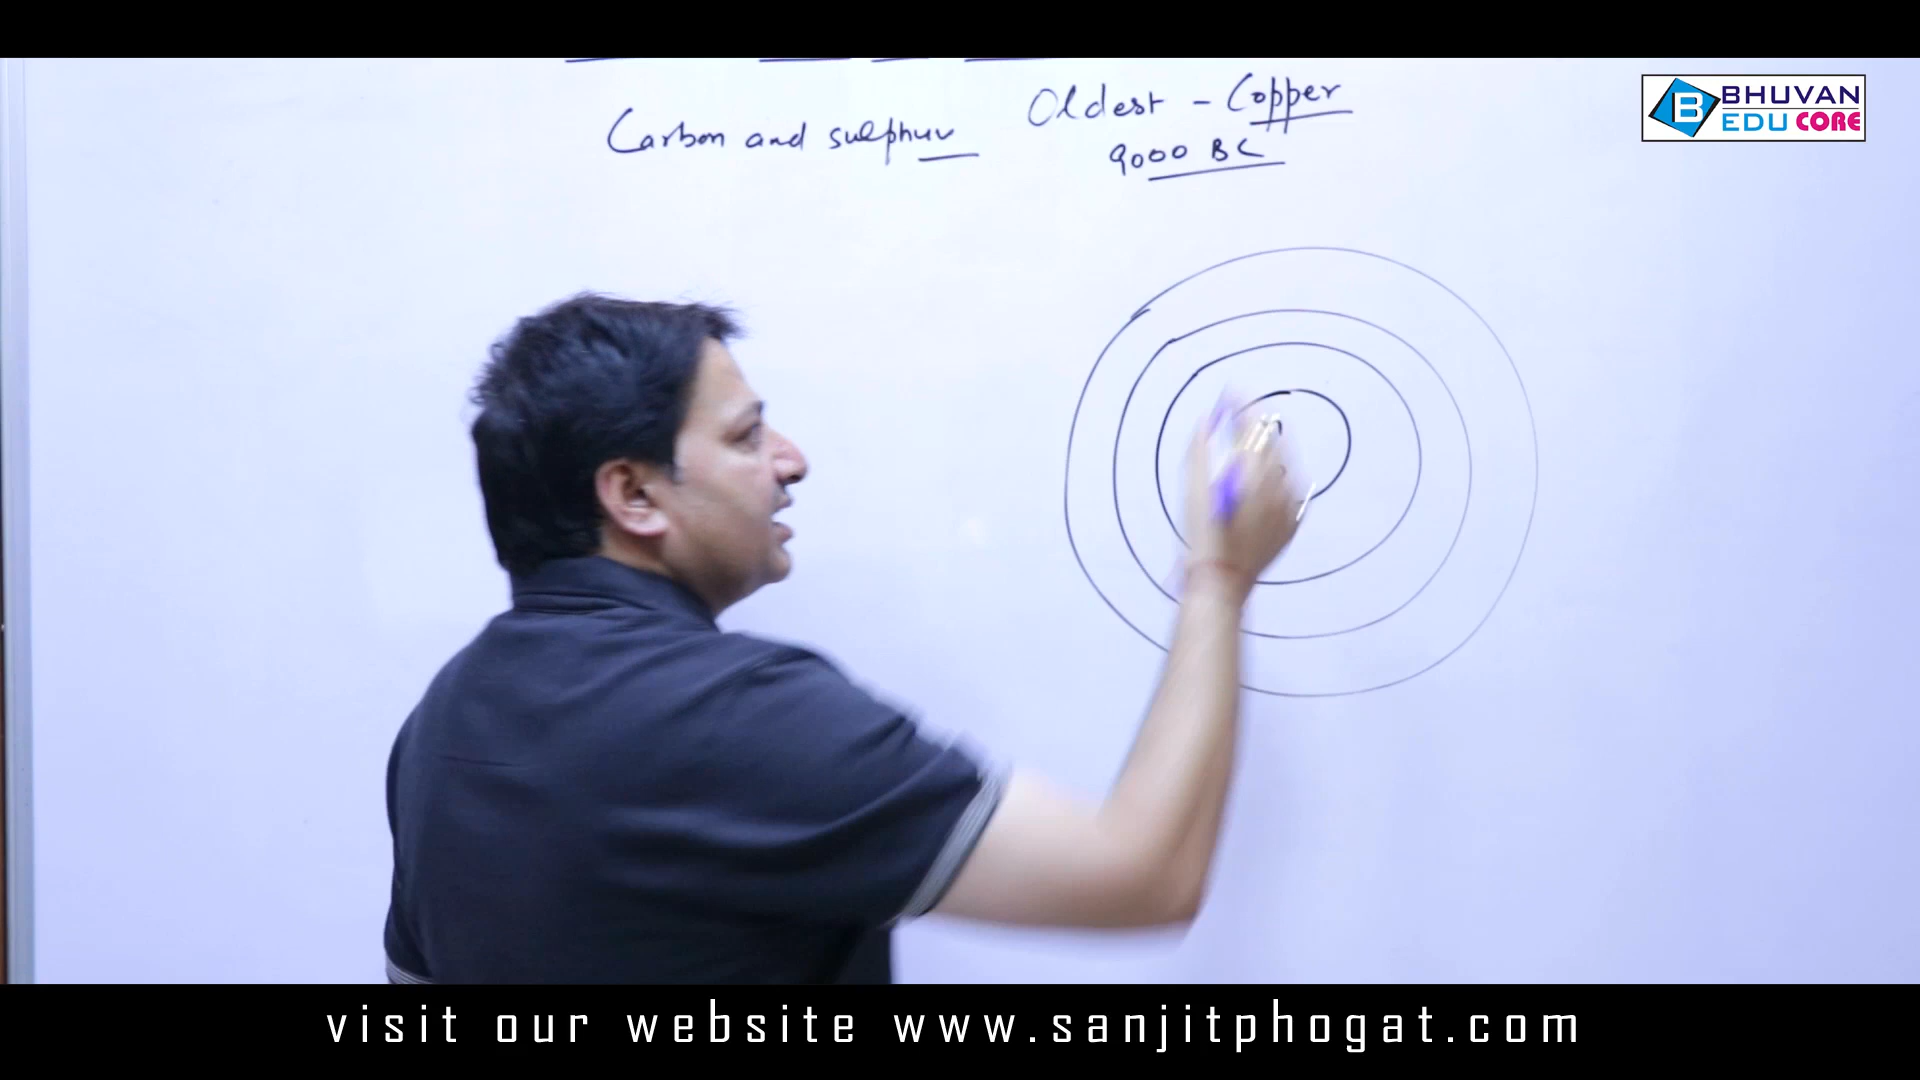 Oldest - Copper
Carbon and sulphur
9000 BC
B BHUVAN
EDU CORE
visit our website www.sanjitphogat.com